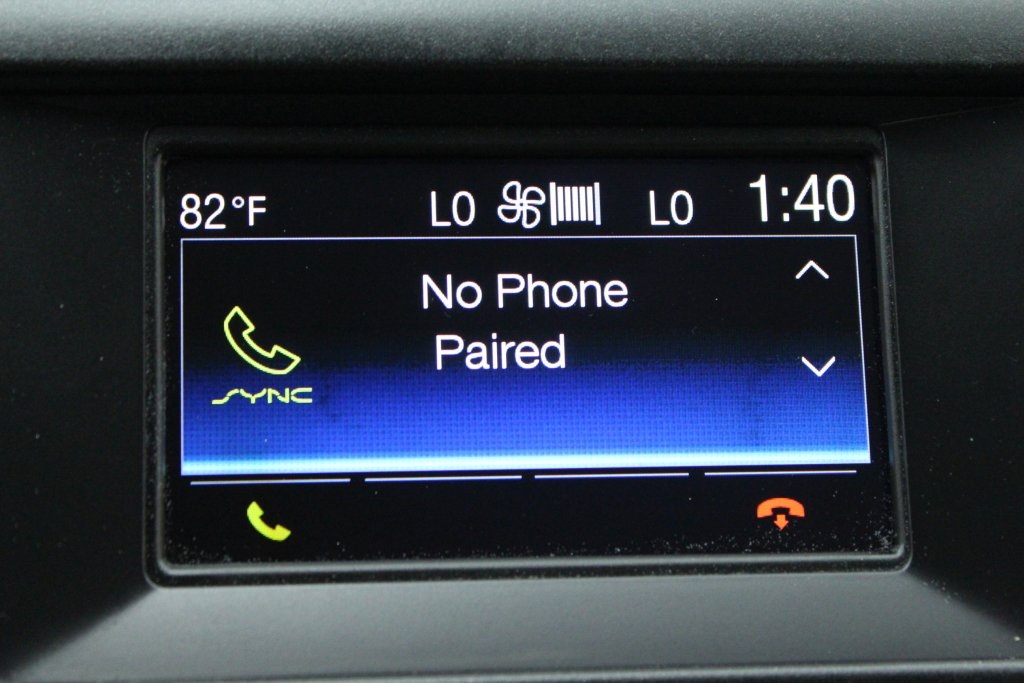 82°F LO LO 1:40
No Phone
Paired
SYNC